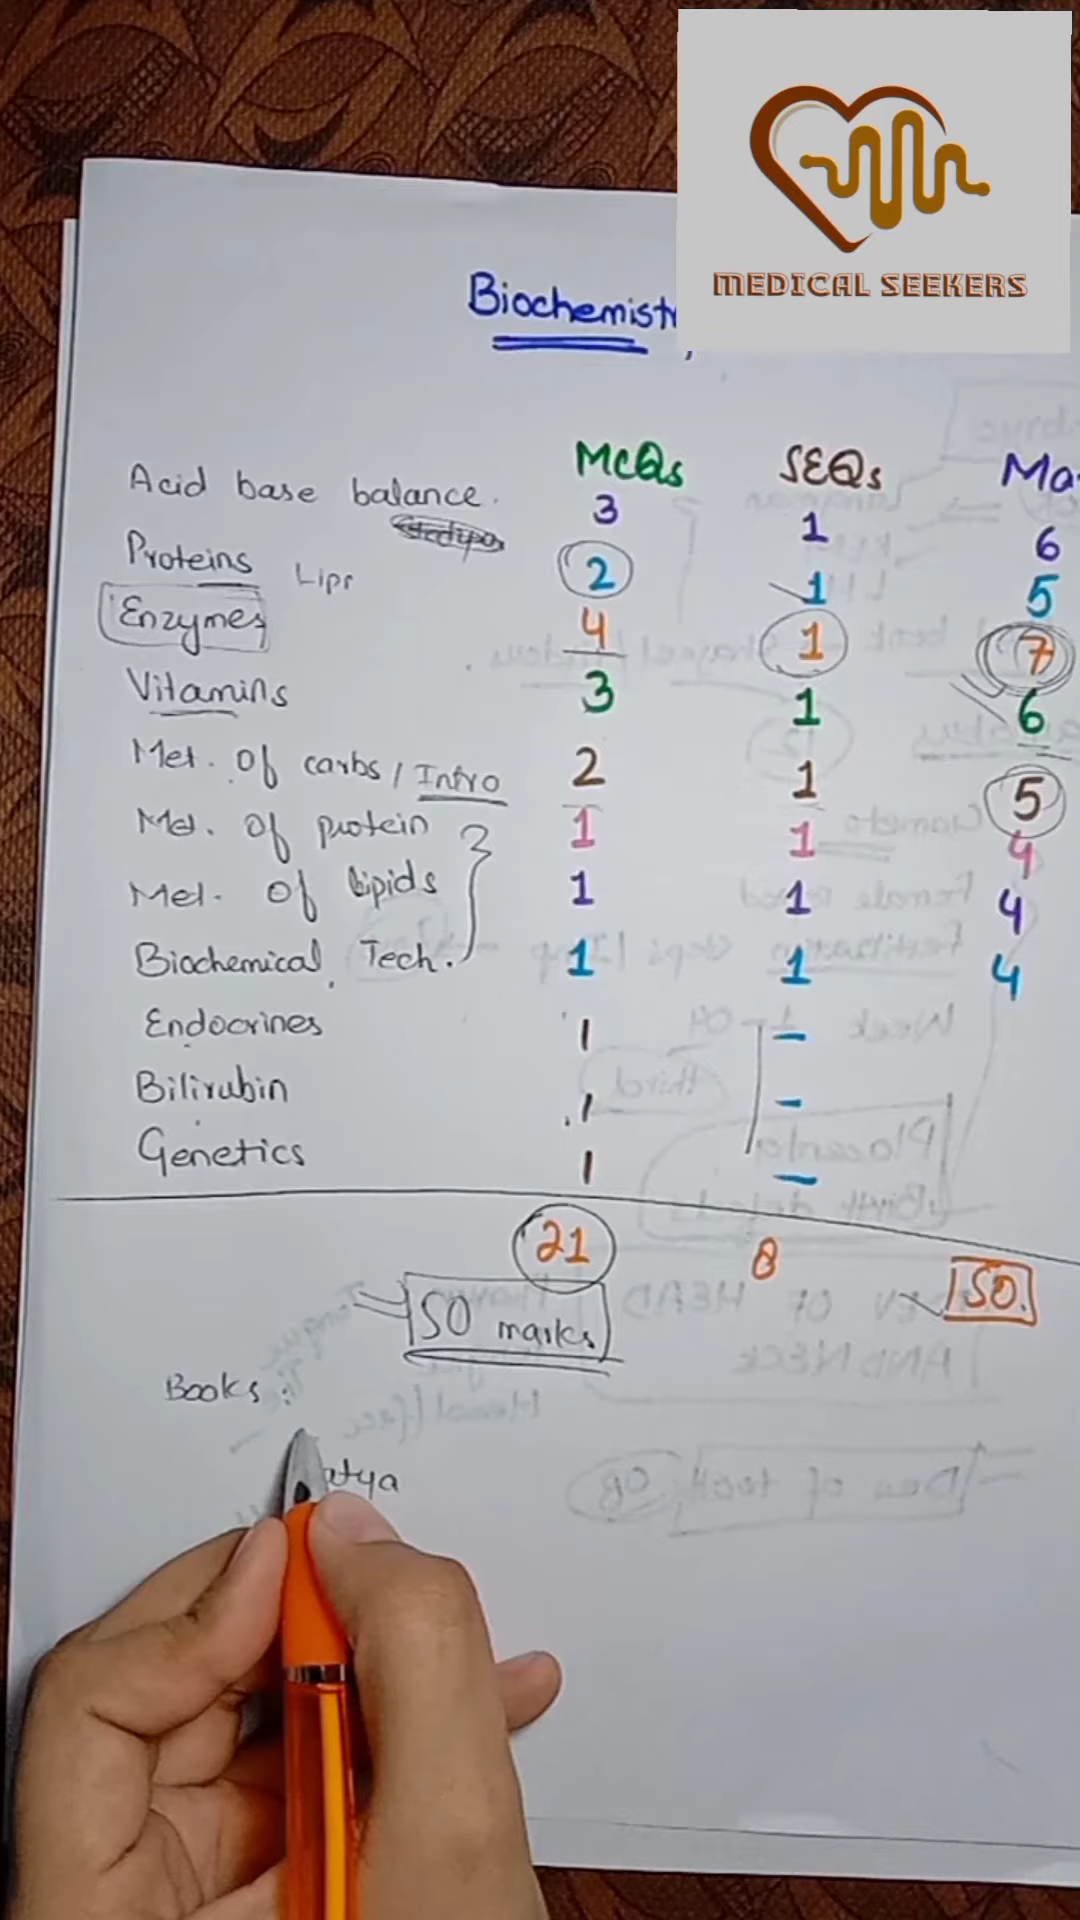 MEDICAL SEEKERS
Biochemist
MCQs SEQs Ma
Acid base balance. 3 1 6
Proteins Lipr 2 1 5
Enzymes 4 1 7
Vitamins 3 1 6
Met. Of carbs / Intro 2 1 5
Met. Of protein 1 1 4
Met. Of lipids 1 1 4
Biochemical Tech. 1 1 4
Endocrines 1 -
Bilirubin 1 -
Genetics 1 -
21 8 50.
50 marks
Books :
atya